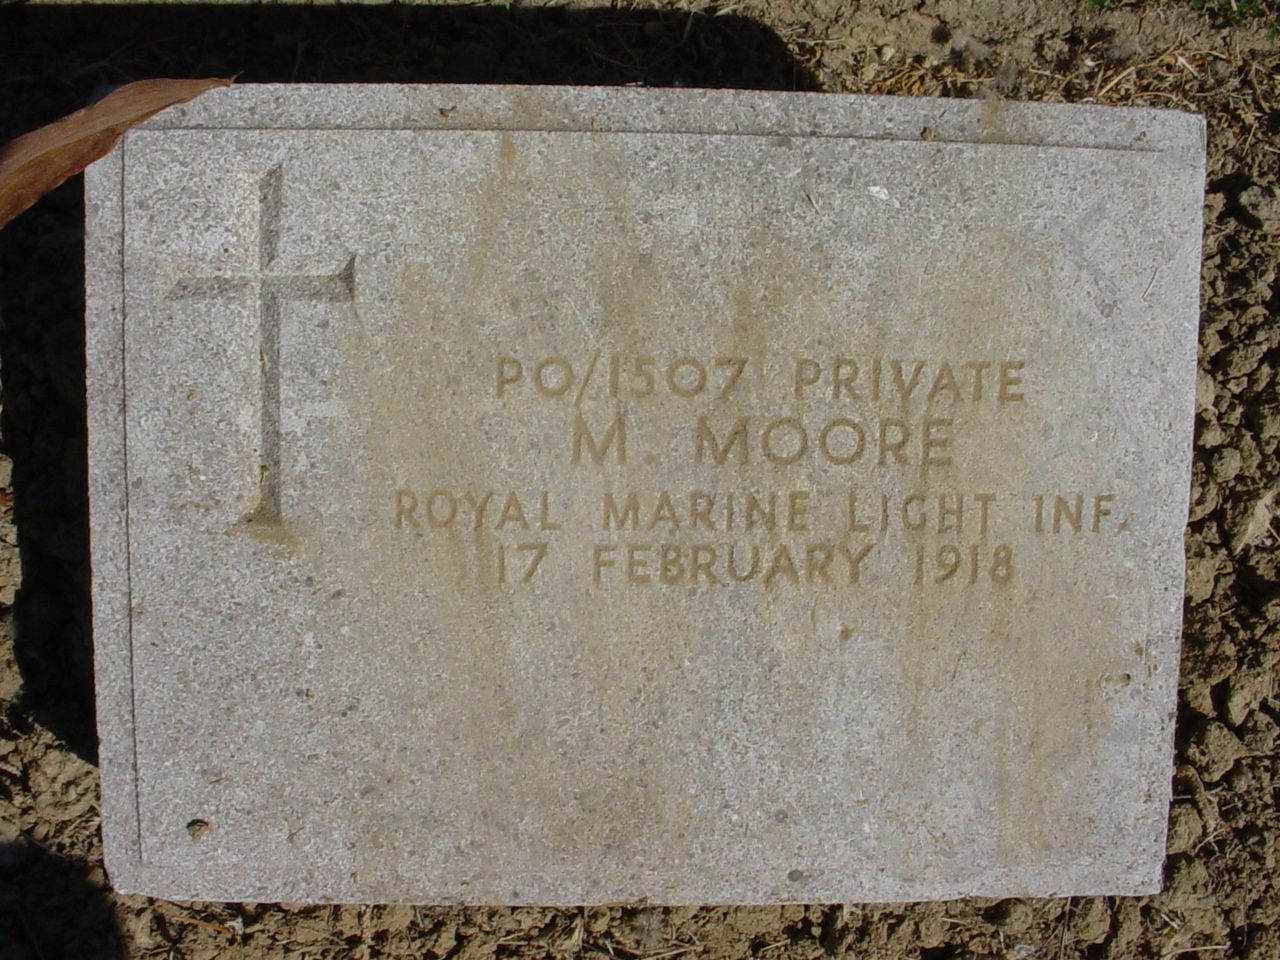 PO/1507 PRIVATE
M. MOORE
ROYAL MARINE LIGHT INF.
17 FEBRUARY 1918